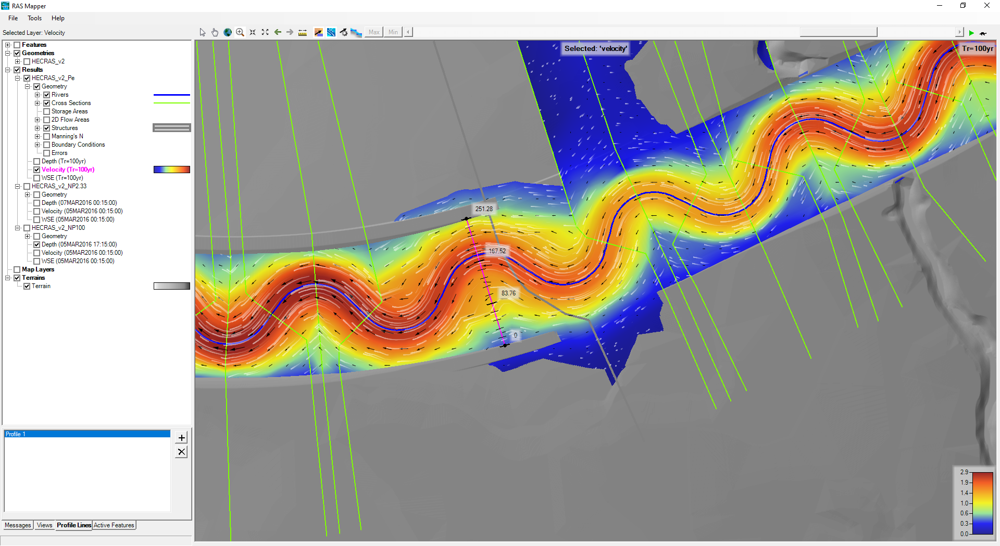 RAS Mapper
File Tools Help
Selected Layer: Velocity
Max Min
Features
Geometries
HECRAS_v2
Results
HECRAS_v2_Pe
Geometry
Rivers
Cross Sections
Storage Areas
2D Flow Areas
Structures
Manning's N
Boundary Conditions
Errors
Depth (Tr=100yr)
Velocity (Tr=100yr)
WSE (Tr=100yr)
HECRAS_v2_NP2.33
Geometry
Depth (07MAR2016 00:15:00)
Velocity (05MAR2016 00:15:00)
WSE (05MAR2016 00:15:00)
HECRAS_v2_NP100
Geometry
Depth (05MAR2016 17:15:00)
Velocity (05MAR2016 00:15:00)
WSE (05MAR2016 00:15:00)
Map Layers
Terrains
Terrain
Profile 1
Messages Views Profile Lines Active Features
Selected: 'velocity'
Tr=100yr
251.28
167.52
83.76
0
2.9
1.9
1.4
1.0
0.6
0.3
0.0